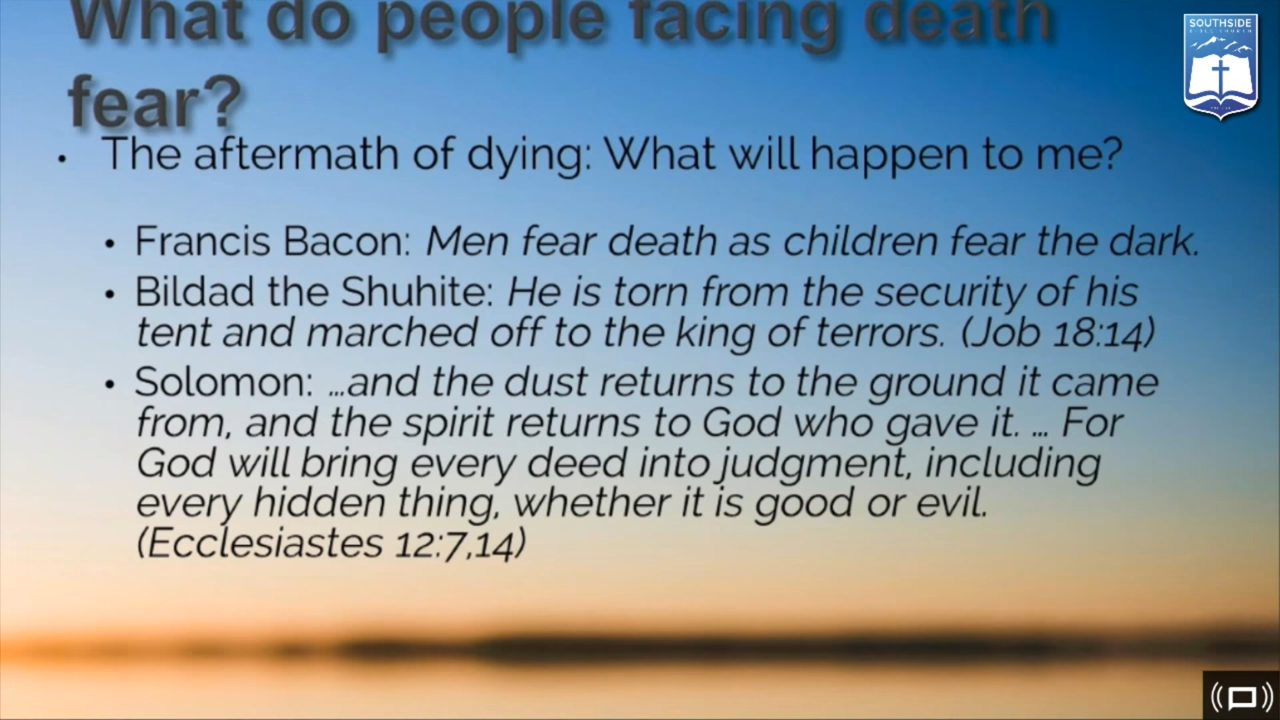 What do people facing death
fear?
SOUTHSIDE
BIBLE CHURCH
• The aftermath of dying: What will happen to me?
• Francis Bacon: Men fear death as children fear the dark.
• Bildad the Shuhite: He is torn from the security of his
tent and marched off to the king of terrors. (Job 18:14)
• Solomon: …and the dust returns to the ground it came
from, and the spirit returns to God who gave it. … For
God will bring every deed into judgment, including
every hidden thing, whether it is good or evil.
(Ecclesiastes 12:7,14)